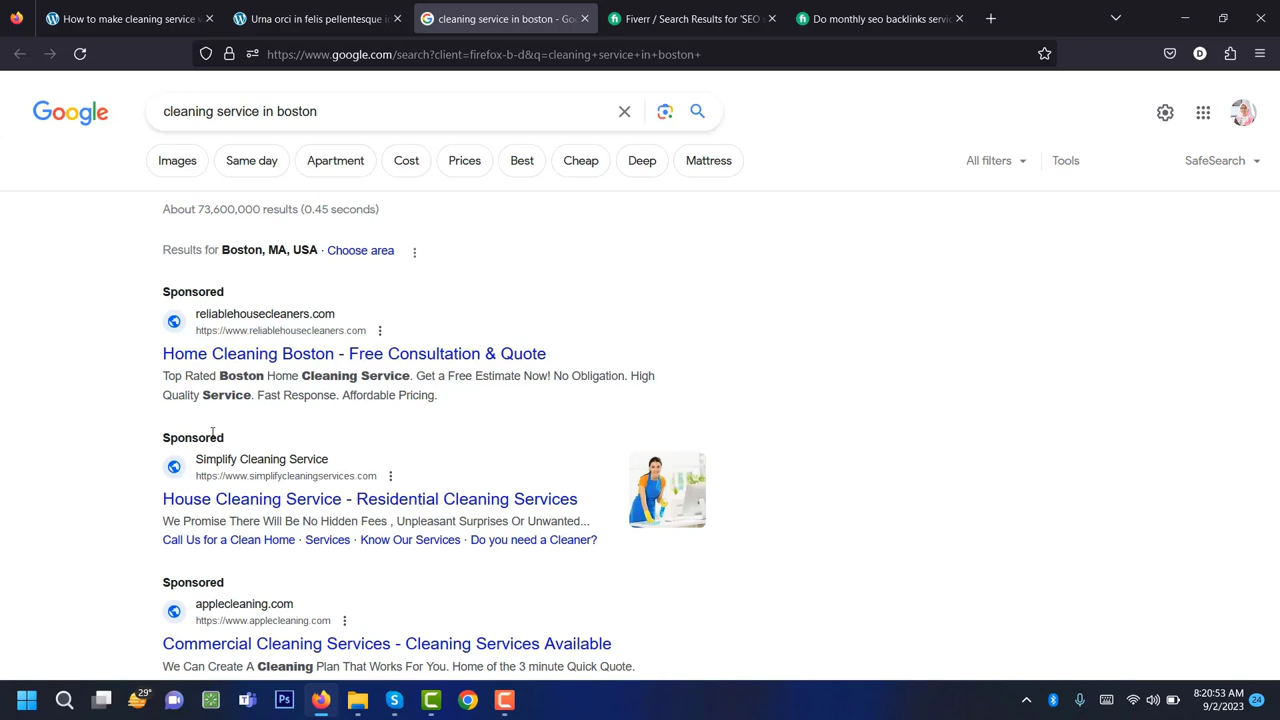 How to make cleaning service w
Urna orci in felis pellentesque i
cleaning service in boston - Goo
Fiverr / Search Results for 'SEO s
Do monthly seo backlinks servic
https://www.google.com/search?client=firefox-b-d&q=cleaning+service+in+boston+
D
Google
cleaning service in boston
Images
Same day
Apartment
Cost
Prices
Best
Cheap
Deep
Mattress
All filters
Tools
SafeSearch
About 73,600,000 results (0.45 seconds)
Results for Boston, MA, USA · Choose area
Sponsored
reliablehousecleaners.com
https://www.reliablehousecleaners.com
Home Cleaning Boston - Free Consultation & Quote
Top Rated Boston Home Cleaning Service. Get a Free Estimate Now! No Obligation. High
Quality Service. Fast Response. Affordable Pricing.
Sponsored
Simplify Cleaning Service
https://www.simplifycleaningservices.com
House Cleaning Service - Residential Cleaning Services
We Promise There Will Be No Hidden Fees , Unpleasant Surprises Or Unwanted...
Call Us for a Clean Home · Services · Know Our Services · Do you need a Cleaner?
Sponsored
applecleaning.com
https://www.applecleaning.com
Commercial Cleaning Services - Cleaning Services Available
We Can Create A Cleaning Plan That Works For You. Home of the 3 minute Quick Quote.
29°
Ps
8:20:53 AM
9/2/2023
24